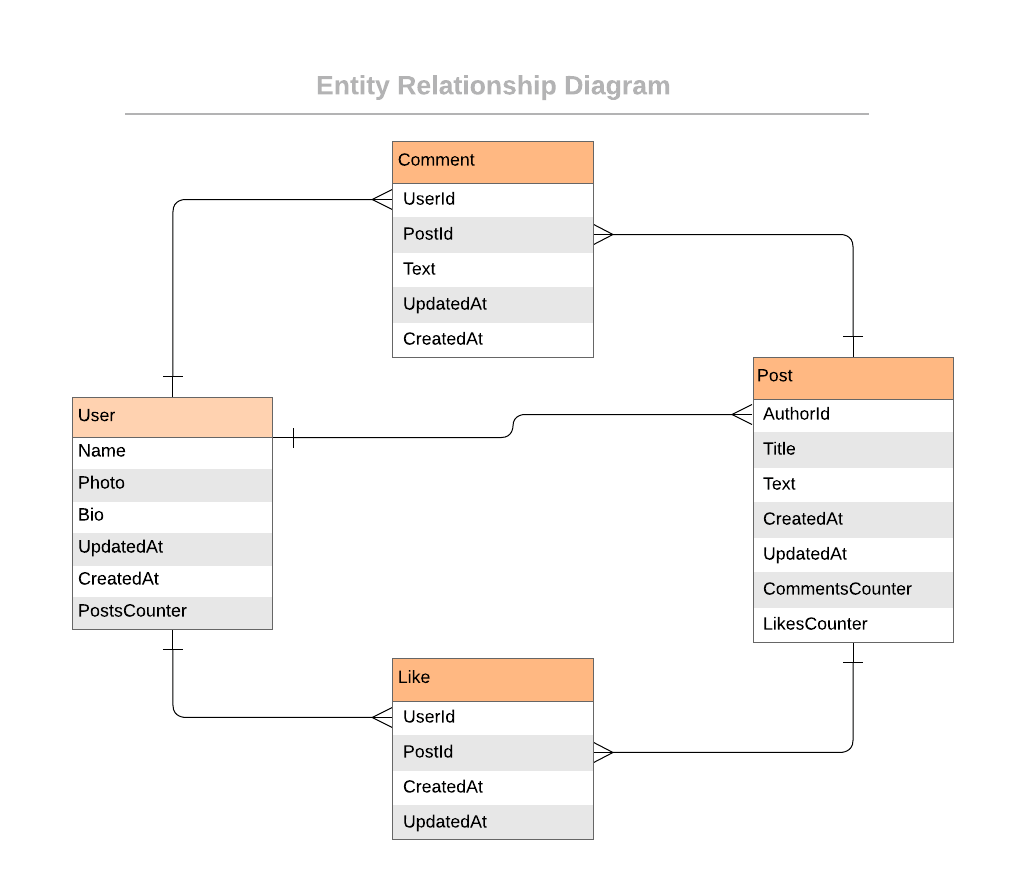 Entity Relationship Diagram
Comment
UserId
PostId
Text
UpdatedAt
CreatedAt
User
Name
Photo
Bio
UpdatedAt
CreatedAt
PostsCounter
Post
AuthorId
Title
Text
CreatedAt
UpdatedAt
CommentsCounter
LikesCounter
Like
UserId
PostId
CreatedAt
UpdatedAt